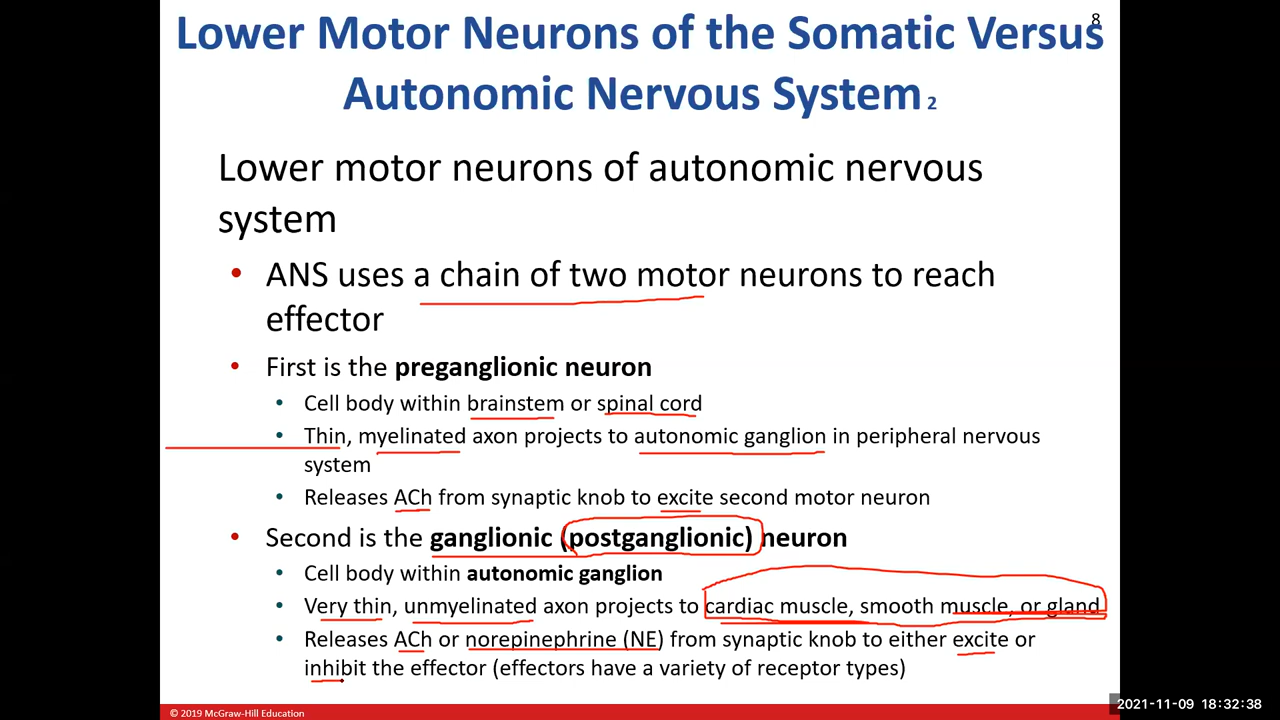 8
Lower Motor Neurons of the Somatic Versus
Autonomic Nervous System 2
Lower motor neurons of autonomic nervous
system
• ANS uses a chain of two motor neurons to reach
effector
• First is the preganglionic neuron
• Cell body within brainstem or spinal cord
• Thin, myelinated axon projects to autonomic ganglion in peripheral nervous
system
• Releases ACh from synaptic knob to excite second motor neuron
• Second is the ganglionic (postganglionic) neuron
• Cell body within autonomic ganglion
• Very thin, unmyelinated axon projects to cardiac muscle, smooth muscle, or gland
• Releases ACh or norepinephrine (NE) from synaptic knob to either excite or
inhibit the effector (effectors have a variety of receptor types)
© 2019 McGraw-Hill Education
2021-11-09 18:32:38